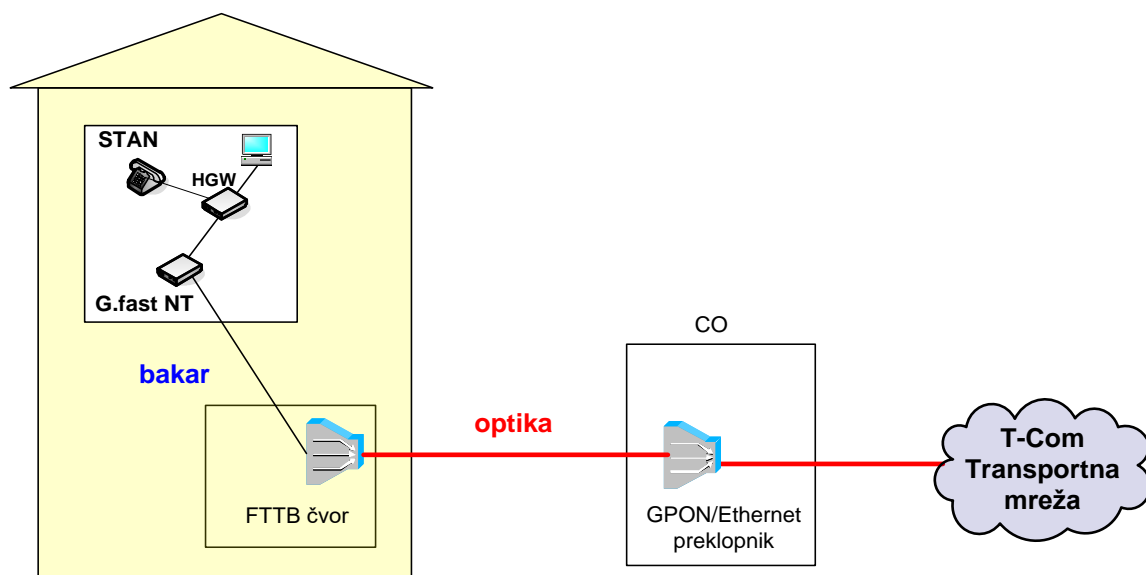 STAN
HGW
G.fast NT
bakar
FTTB čvor
optika
CO
GPON/Ethernet
preklopnik
T-Com
Transportna
mreža